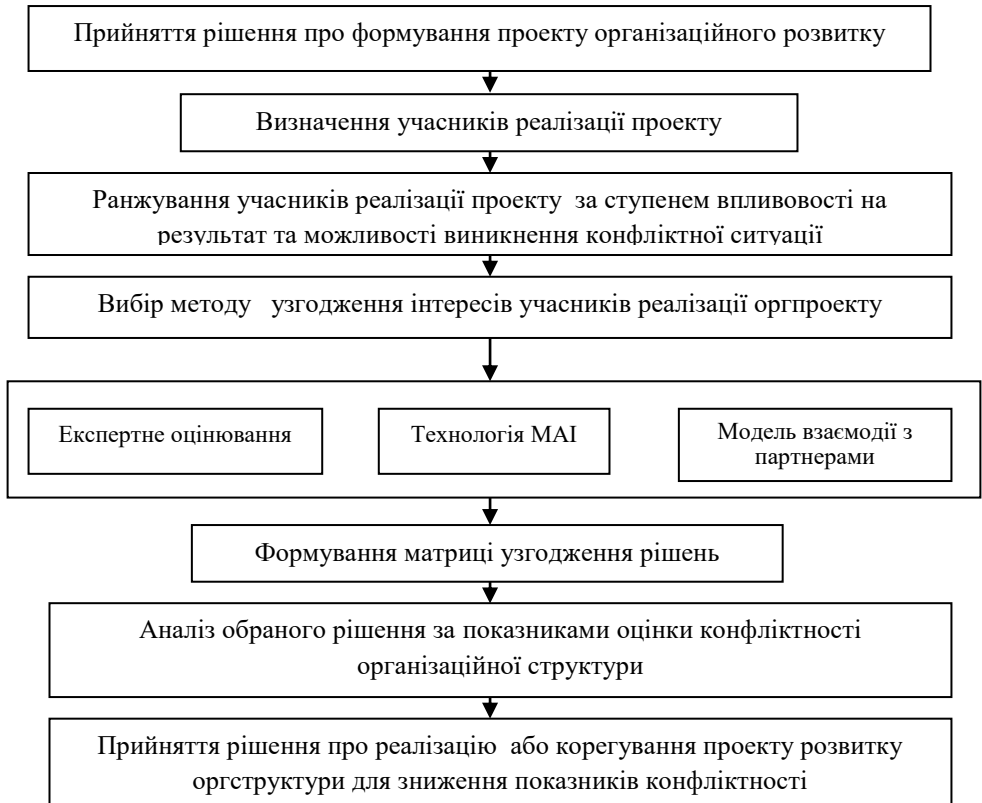 Прийняття рішення про формування проекту організаційного розвитку
Визначення учасників реалізації проекту
Ранжування учасників реалізації проекту за ступенем впливовості на
результат та можливості виникнення конфліктної ситуації
Вибір методу узгодження інтересів учасників реалізації оргпроекту
Експертне оцінювання
Технологія МАІ
Модель взаємодії з
партнерами
Формування матриці узгодження рішень
Аналіз обраного рішення за показниками оцінки конфліктності
організаційної структури
Прийняття рішення про реалізацію або корегування проекту розвитку
оргструктури для зниження показників конфліктності